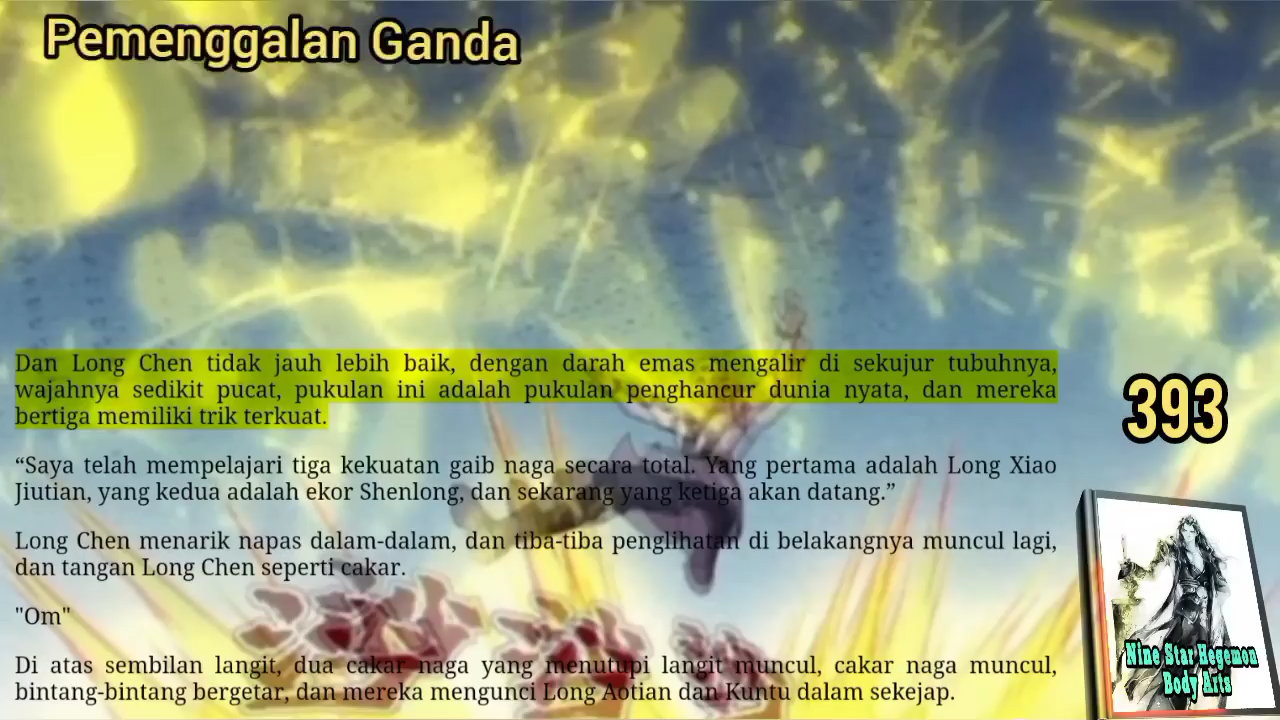 Pemenggalan Ganda
Dan Long Chen tidak jauh lebih baik, dengan darah emas mengalir di sekujur tubuhnya,
wajahnya sedikit pucat, pukulan ini adalah pukulan penghancur dunia nyata, dan mereka
bertiga memiliki trik terkuat.
“Saya telah mempelajari tiga kekuatan gaib naga secara total. Yang pertama adalah Long Xiao
Jiutian, yang kedua adalah ekor Shenlong, dan sekarang yang ketiga akan datang.”
Long Chen menarik napas dalam-dalam, dan tiba-tiba penglihatan di belakangnya muncul lagi,
dan tangan Long Chen seperti cakar.
"Om"
Di atas sembilan langit, dua cakar naga yang menutupi langit muncul, cakar naga muncul,
bintang-bintang bergetar, dan mereka mengunci Long Aotian dan Kuntu dalam sekejap.
393
Nine Star Hegemon
Body Arts